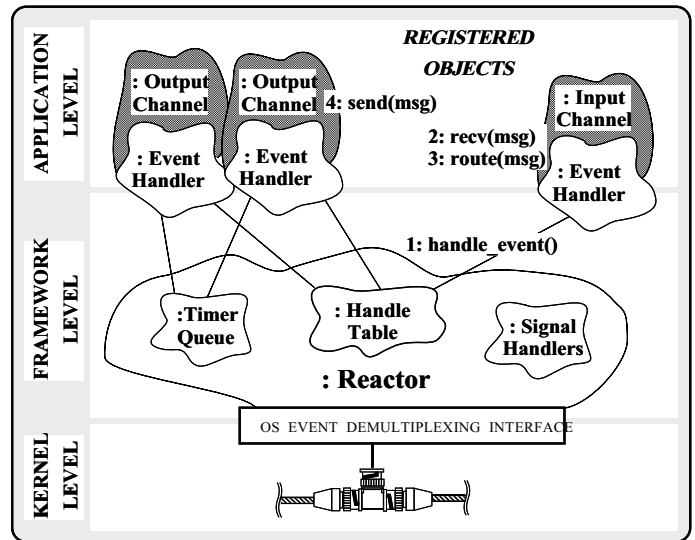 APPLICATION
LEVEL
REGISTERED
OBJECTS
: Output
Channel
: Event
Handler
: Output
Channel
: Event
Handler
4: send(msg)
: Input
Channel
2: recv(msg)
3: route(msg)
: Event
Handler
FRAMEWORK
LEVEL
1: handle_event()
:Timer
Queue
: Handle
Table
: Signal
Handlers
: Reactor
OS EVENT DEMULTIPLEXING INTERFACE
KERNEL
LEVEL